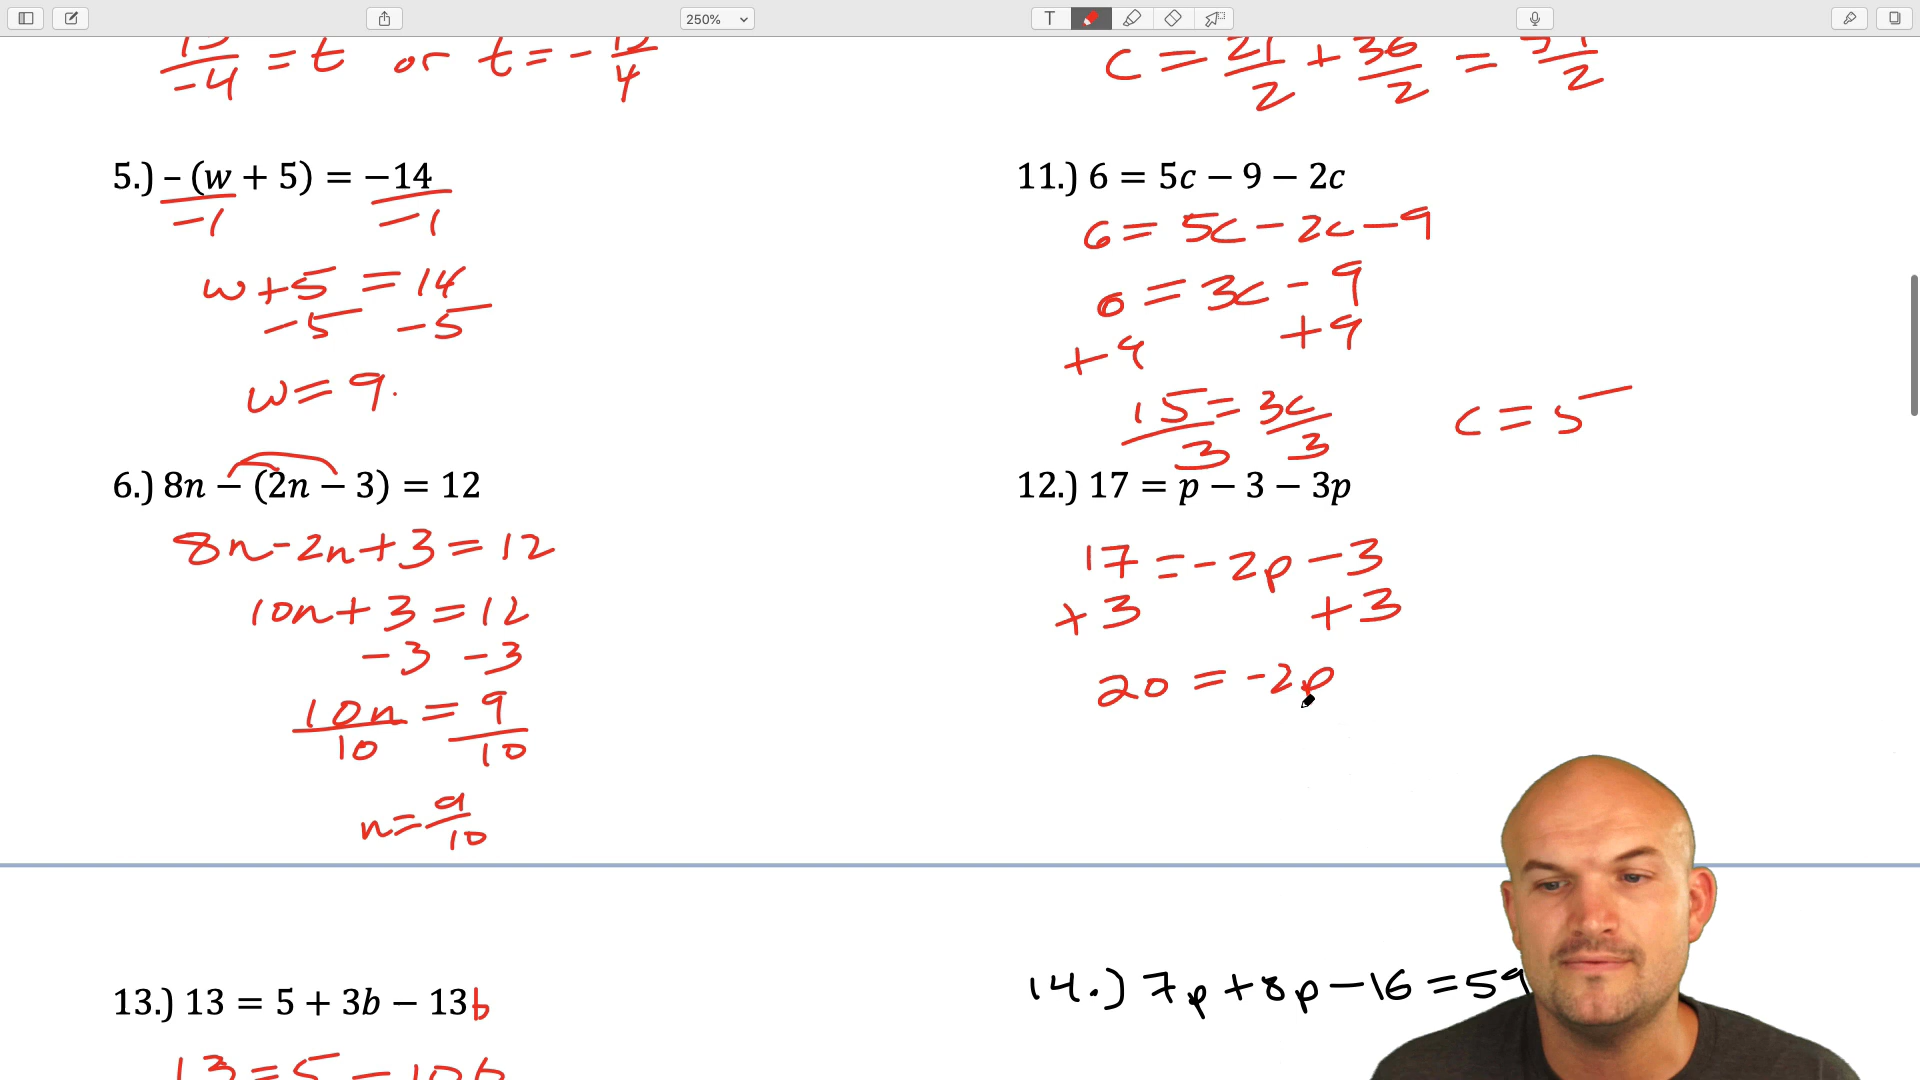 250%
T
-4 = t or t = - 4
c = 21/2 + 36/2 = 2
5.) – (w + 5) = −14
-1 -1
w + 5 = 14
-5 -5
w = 9.
6.) 8n − (2n − 3) = 12
8n - 2n + 3 = 12
10n + 3 = 12
-3 -3
10n = 9
10 10
n = 9/10
11.) 6 = 5c − 9 − 2c
6 = 5c - 2c - 9
6 = 3c - 9
+9 +9
15 = 3c
3 3
c = 5
12.) 17 = p − 3 − 3p
17 = -2p - 3
+3 +3
20 = -2p
13.) 13 = 5 + 3b − 13b
13 = 5 - 10b
14.) 7p + 8p - 16 = 59